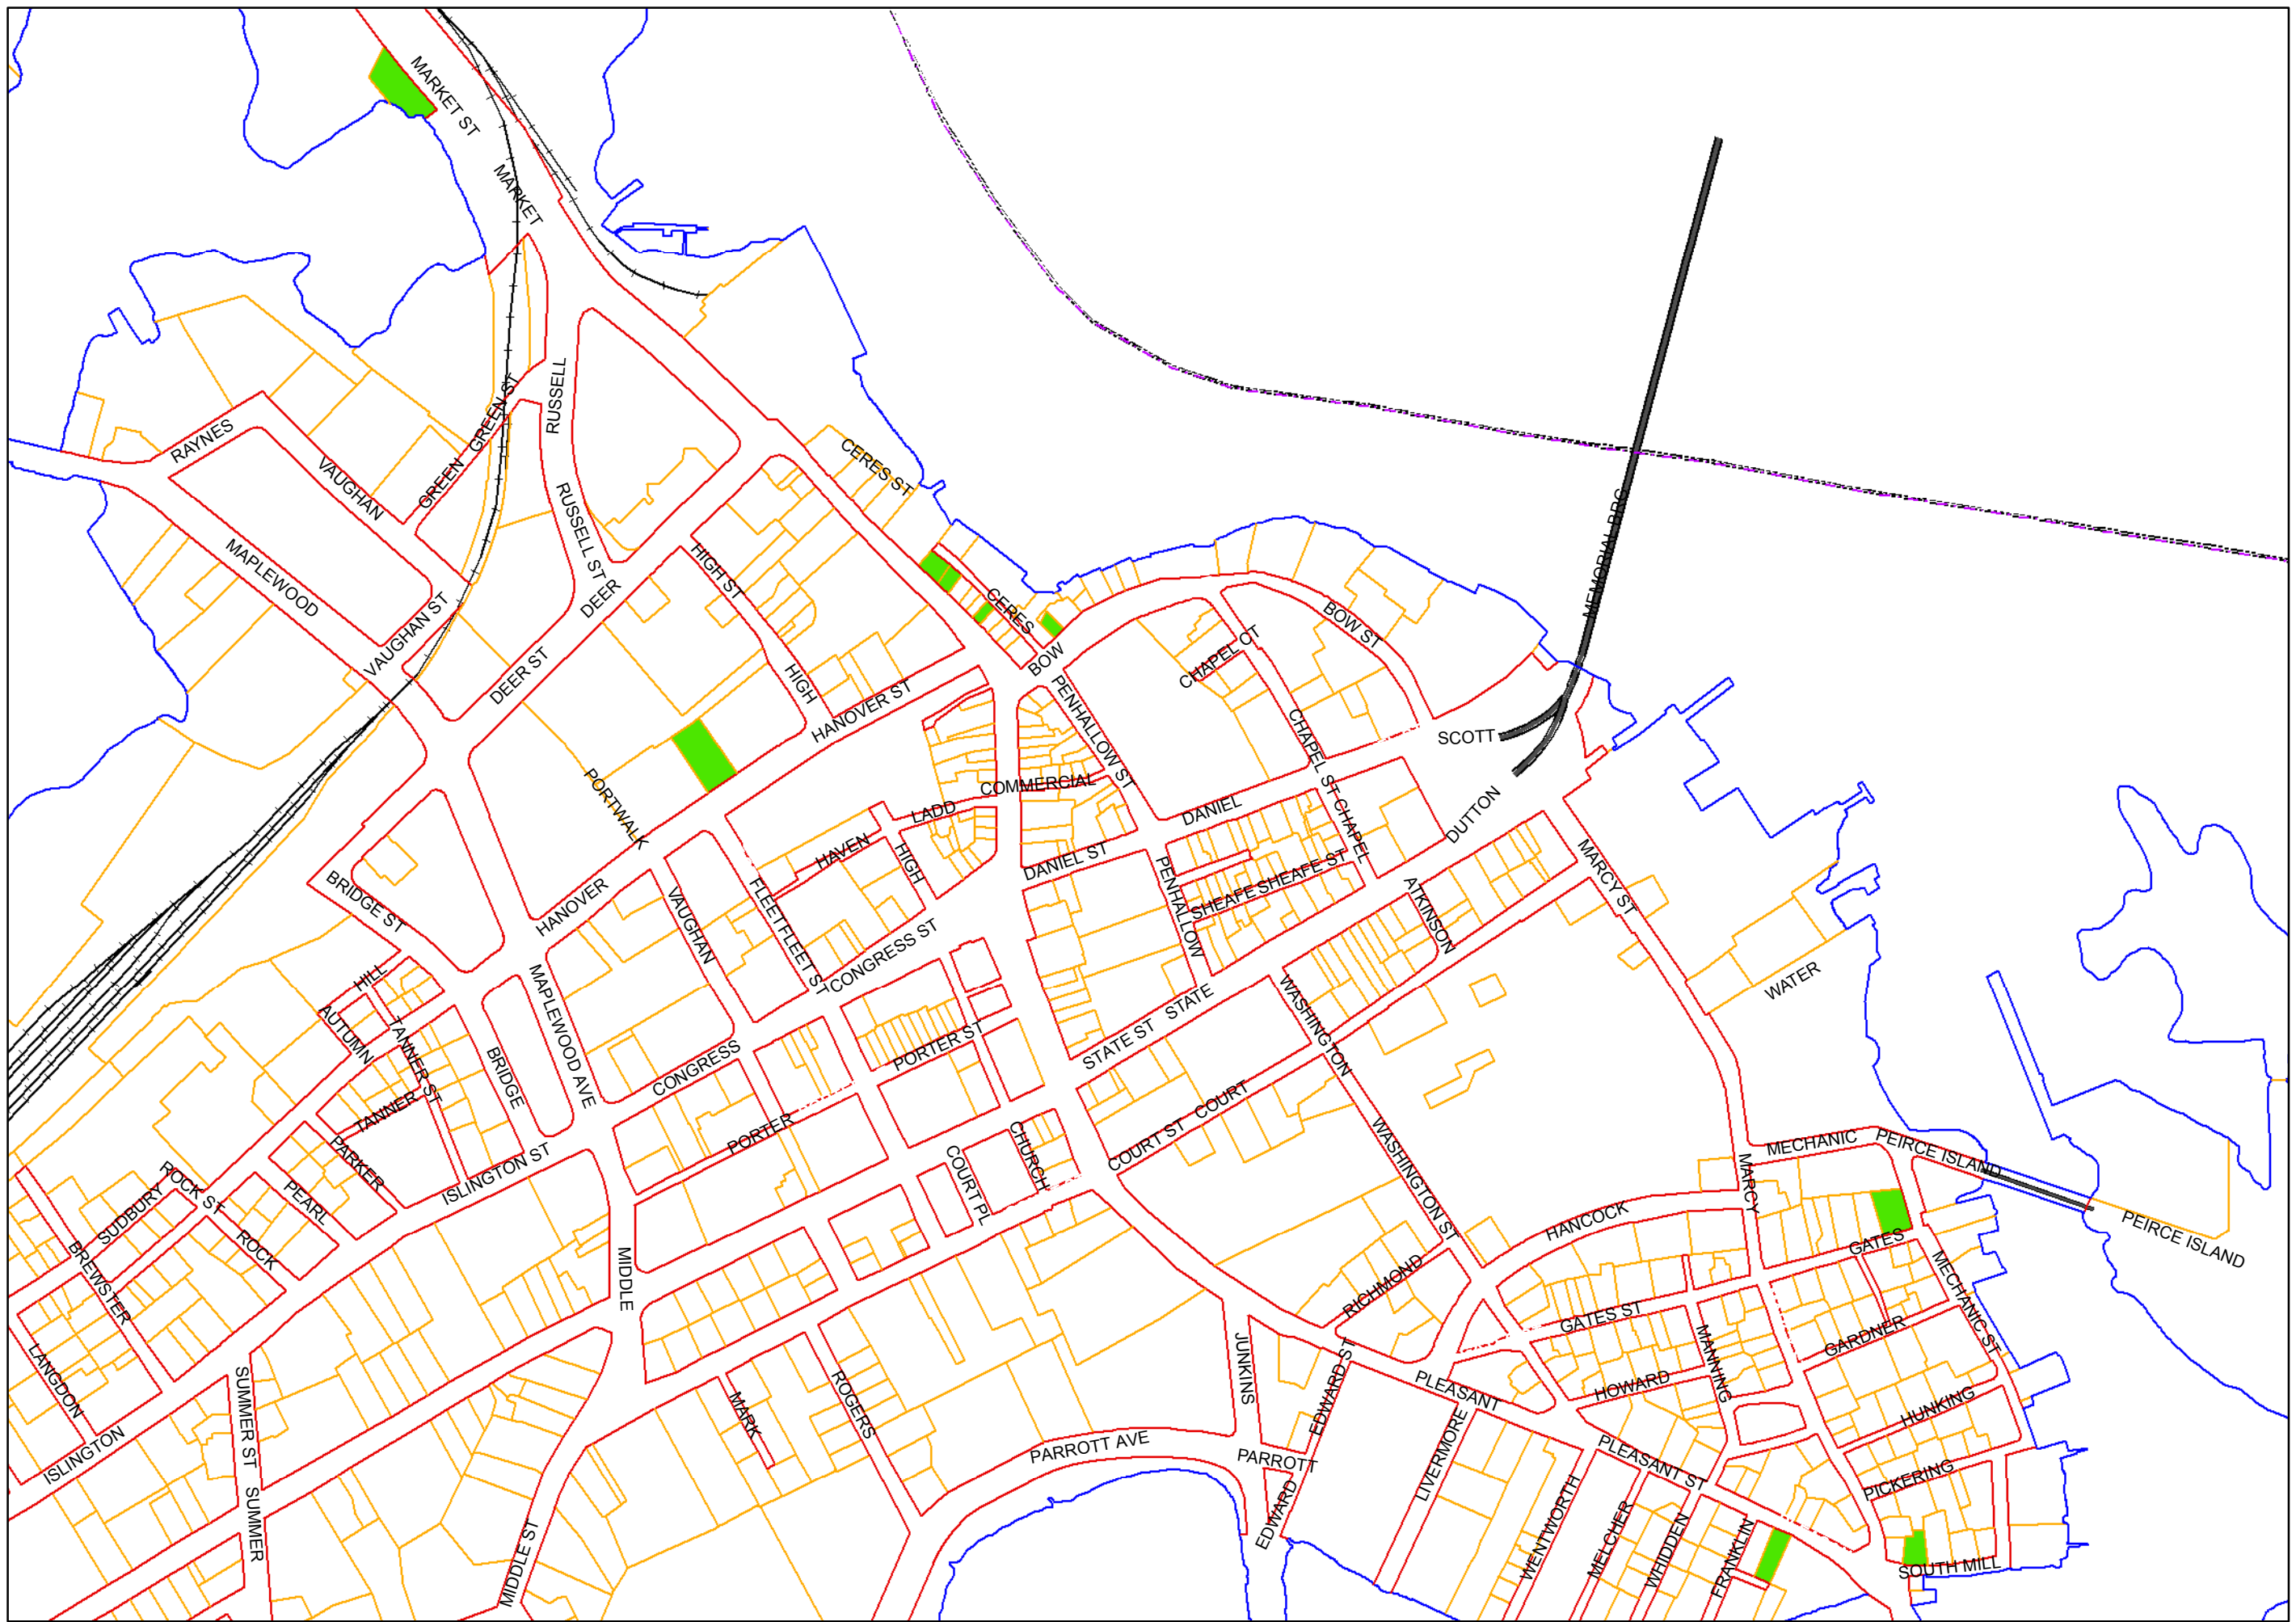 MARKET ST
MARKET
RUSSELL
GREEN ST
GREEN
RAYNES
VAUGHAN
CERES ST
MEMORIAL BRG
RUSSELL ST
HIGH ST
DEER
MAPLEWOOD
VAUGHAN ST
DEER ST
CERES
BOW
BOW ST
CHAPEL CT
HIGH
HANOVER ST
PENHALLOW ST
CHAPEL ST
SCOTT
PORTWALK
COMMERCIAL
LADD
DANIEL
DUTTON
CHAPEL
HAVEN
HIGH
DANIEL ST
PENHALLOW
SHEAFE
SHEAFE ST
ATKINSON
MARCY ST
BRIDGE ST
HANOVER
VAUGHAN
FLEET
FLEET ST
CONGRESS ST
WATER
HILL
AUTUMN
TANNER ST
MAPLEWOOD AVE
BRIDGE
STATE
STATE ST
WASHINGTON
PORTER ST
CONGRESS
TANNER
PORTER
COURT
COURT ST
CHURCH
COURT PL
WASHINGTON ST
MECHANIC
PEIRCE ISLAND
PEIRCE ISLAND
MARCY
PARKER
ISLINGTON ST
ROCK ST
PEARL
SUDBURY
ROCK
BREWSTER
MIDDLE
HANCOCK
RICHMOND
GATES
GATES ST
MECHANIC ST
GARDNER
MANNING
JUNKINS
EDWARD ST
PLEASANT
HOWARD
HUNKING
LANGDON
SUMMER ST
MARK
ROGERS
PARROTT AVE
PARROTT
LIVERMORE
PLEASANT ST
PICKERING
ISLINGTON
SUMMER
MIDDLE ST
EDWARD
WENTWORTH
MELCHER
WHIDDEN
FRANKLIN
SOUTH MILL